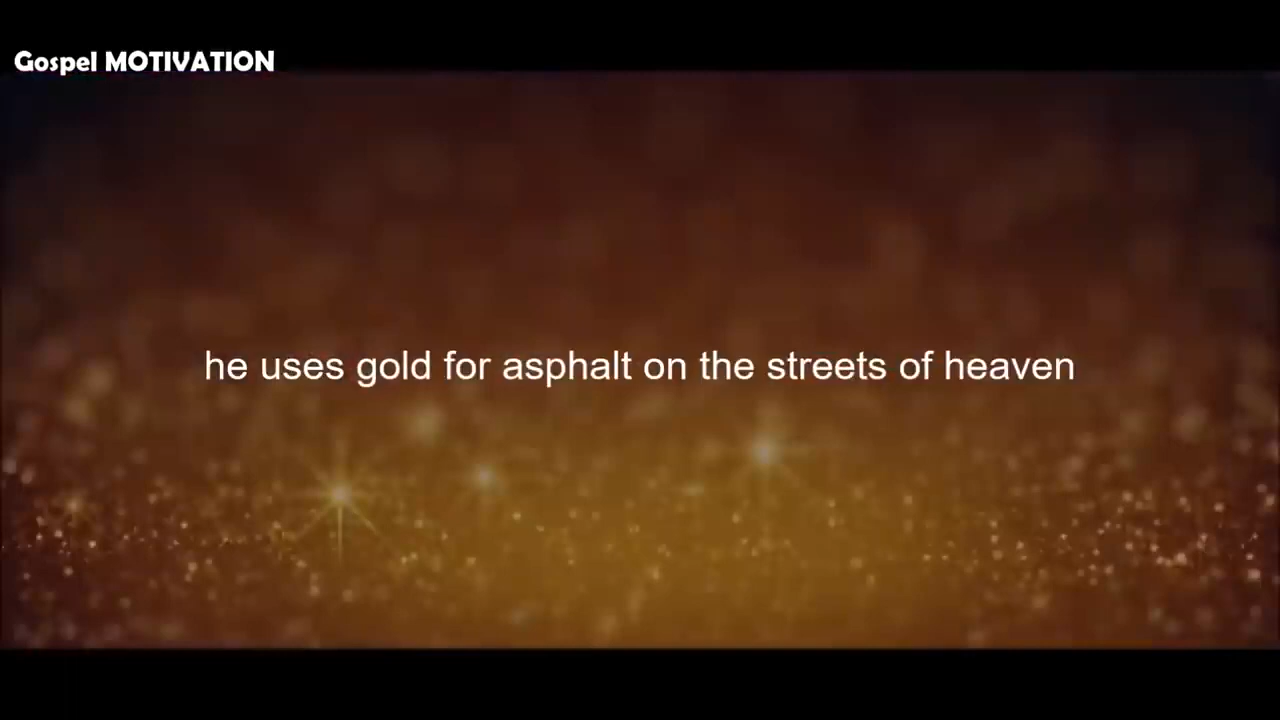 Gospel MOTIVATION
he uses gold for asphalt on the streets of heaven